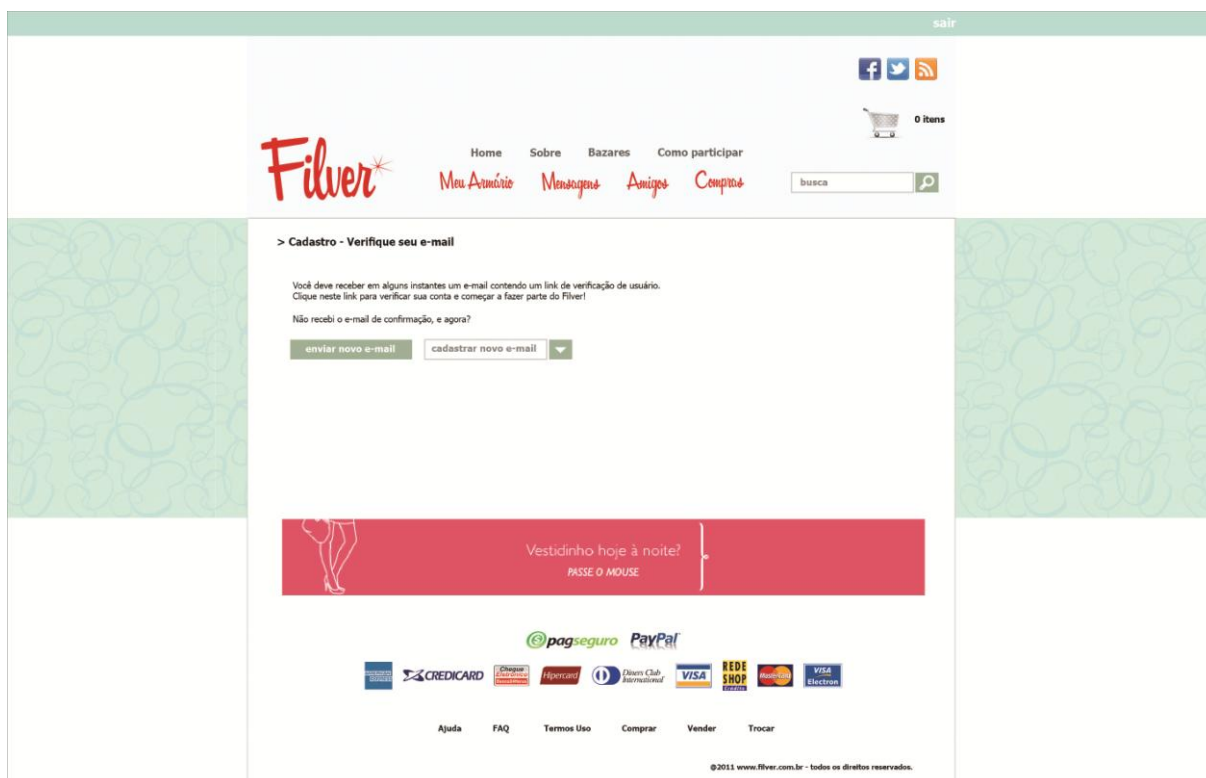 sair
0 itens
Filver
Home Sobre Bazares Como participar
Meu Armário Mensagens Amigos Compras
busca
> Cadastro - Verifique seu e-mail
Você deve receber em alguns instantes um e-mail contendo um link de verificação de usuário.
Clique neste link para verificar sua conta e começar a fazer parte do Filver!
Não recebi o e-mail de confirmação, e agora?
enviar novo e-mail cadastrar novo e-mail
Vestidinho hoje à noite?
PASSE O MOUSE
pagseguro PayPal
CREDICARD Cheque Eletrônico Hipercard Diners Club International VISA REDE SHOP Crédito MasterCard VISA Electron
Ajuda FAQ Termos Uso Comprar Vender Trocar
@2011 www.filver.com.br - todos os direitos reservados.